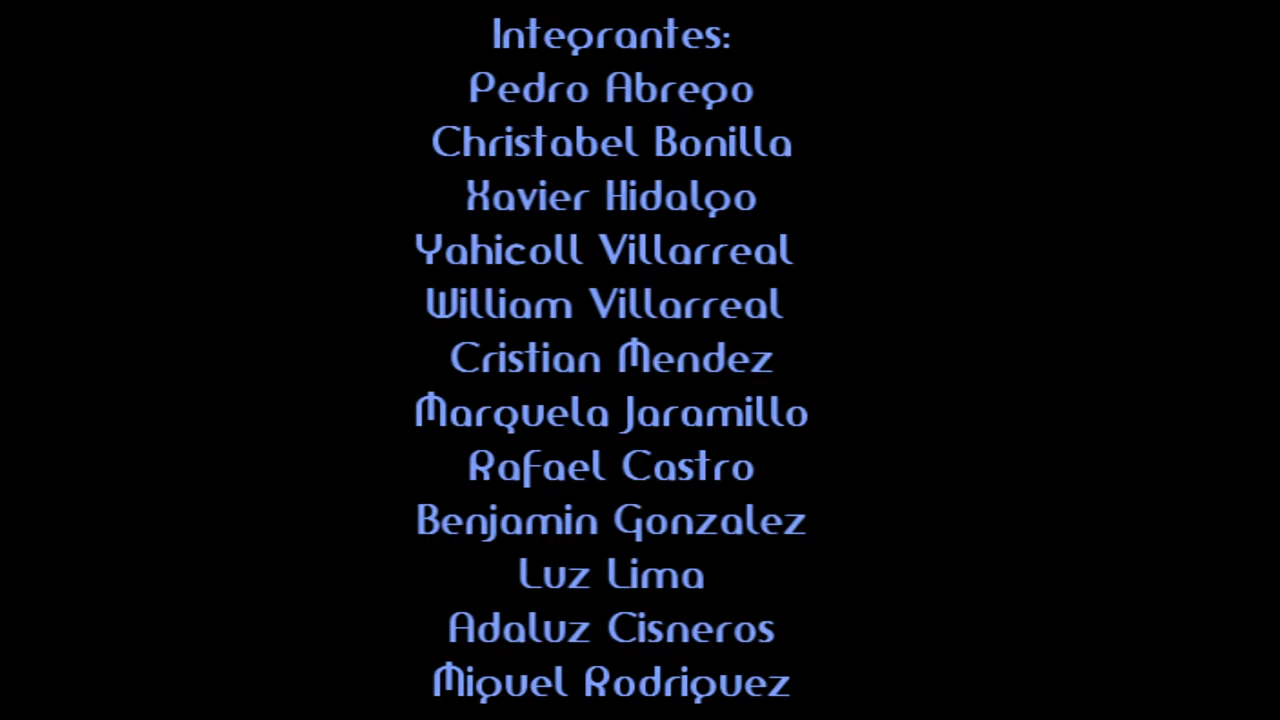 Integrantes:
Pedro Abrego
Christabel Bonilla
Xavier Hidalgo
Yahicoll Villarreal
William Villarreal
Cristian Mendez
Marquela Jaramillo
Rafael Castro
Benjamin Gonzalez
Luz Lima
Adaluz Cisneros
Miguel Rodriguez